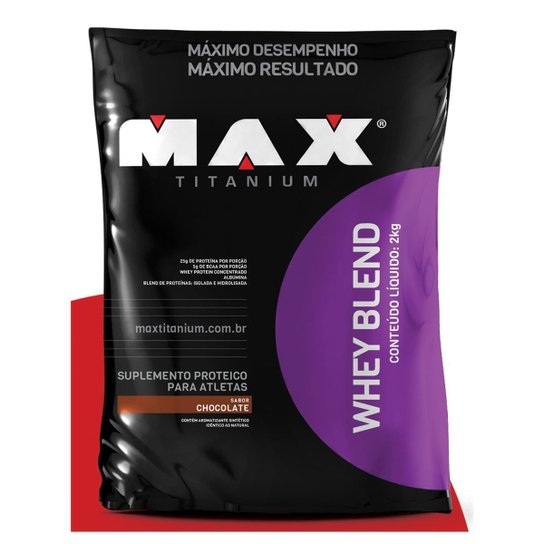 MÁXIMO DESEMPENHO
MÁXIMO RESULTADO
MAX®
TITANIUM
25g DE PROTEÍNA POR PORÇÃO
5g DE BCAA POR PORÇÃO
WHEY PROTEIN CONCENTRADO
ALBUMINA
BLEND DE PROTEÍNAS: ISOLADA E HIDROLISADA
maxtitanium.com.br
SUPLEMENTO PROTEICO
PARA ATLETAS
SABOR
CHOCOLATE
CONTÉM AROMATIZANTE SINTÉTICO
IDÊNTICO AO NATURAL
WHEY BLEND
CONTEÚDO LÍQUIDO: 2kg